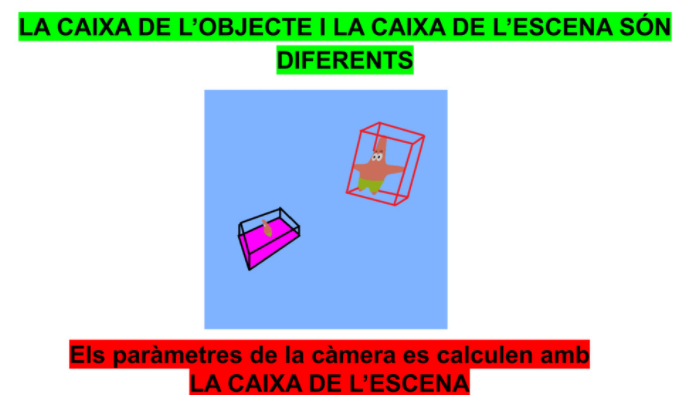 LA CAIXA DE L’OBJECTE I LA CAIXA DE L’ESCENA SÓN
DIFERENTS
Els paràmetres de la càmera es calculen amb
LA CAIXA DE L’ESCENA